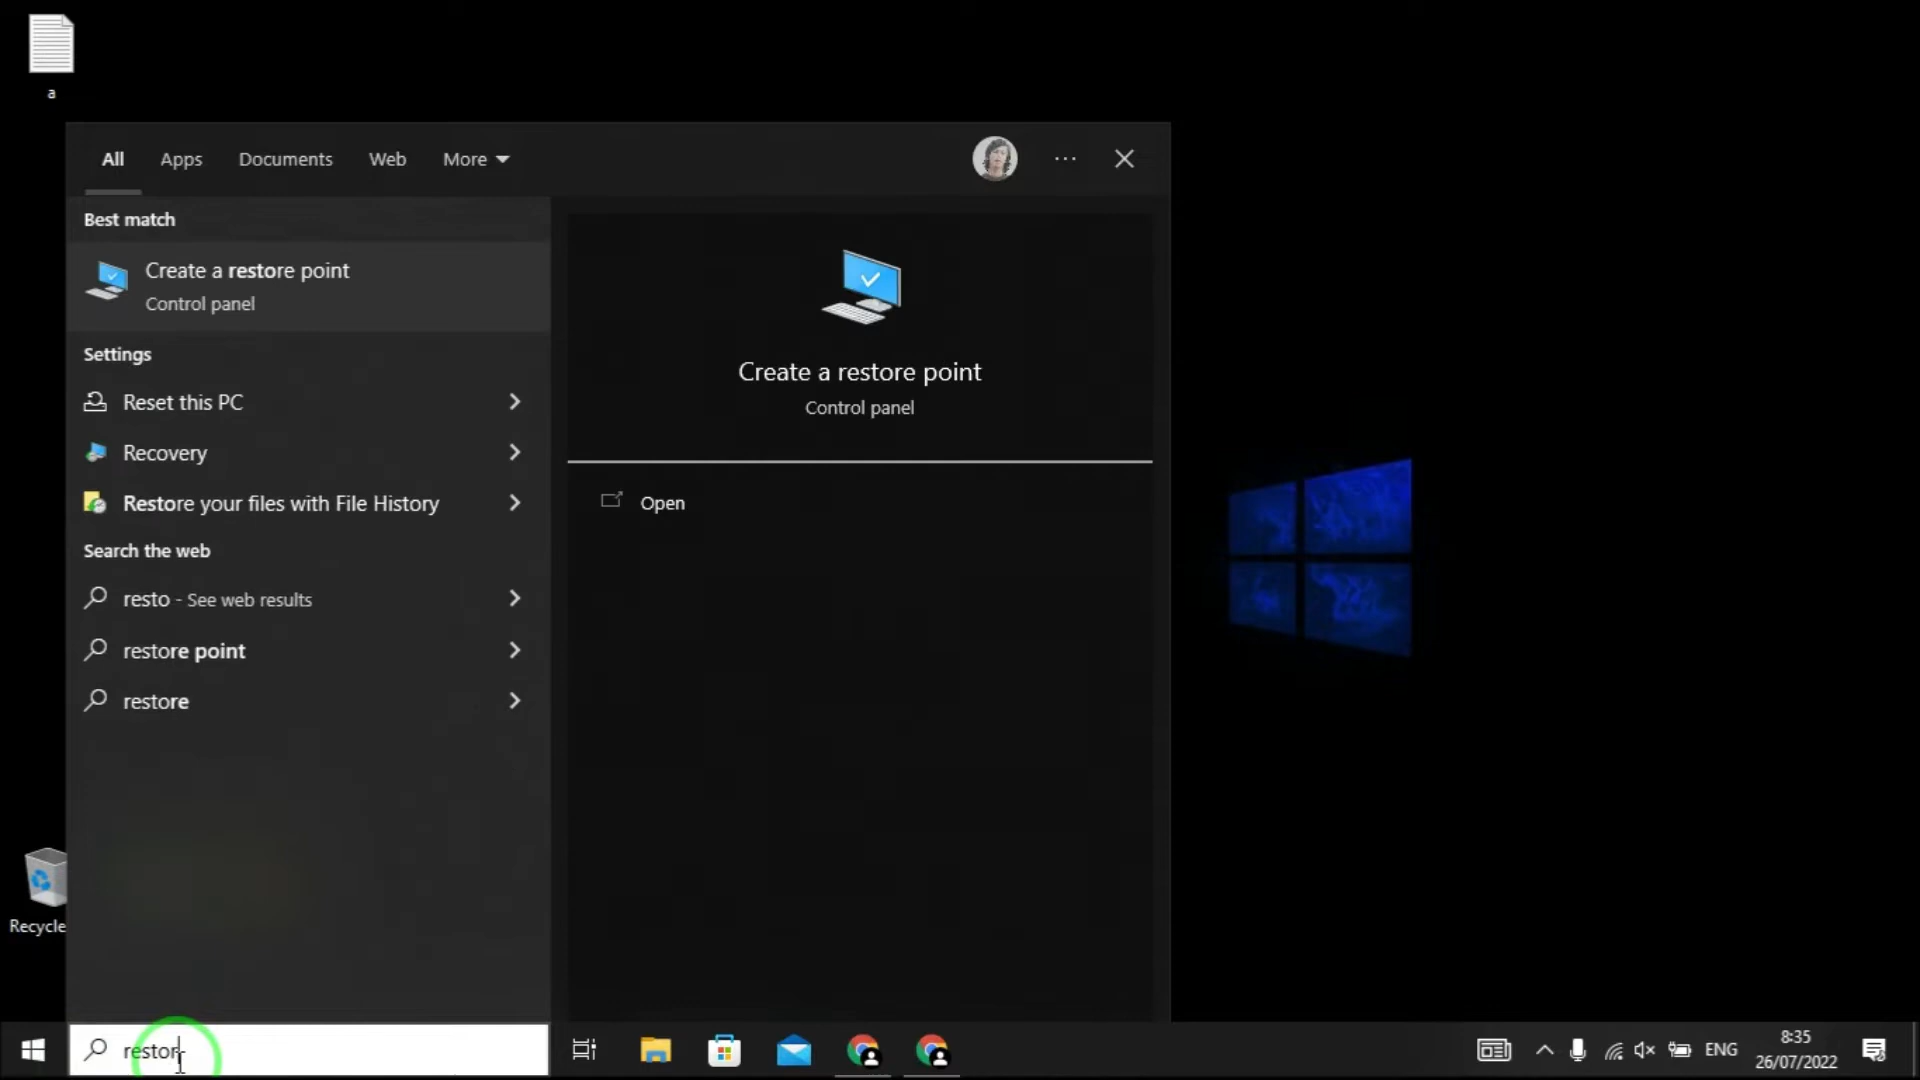 a
All Apps Documents Web More
Best match
Create a restore point
Control panel
Settings
Reset this PC
Recovery
Restore your files with File History
Search the web
resto - See web results
restore point
restore
Create a restore point
Control panel
Open
Recycle
restor
ENG
8:35
26/07/2022